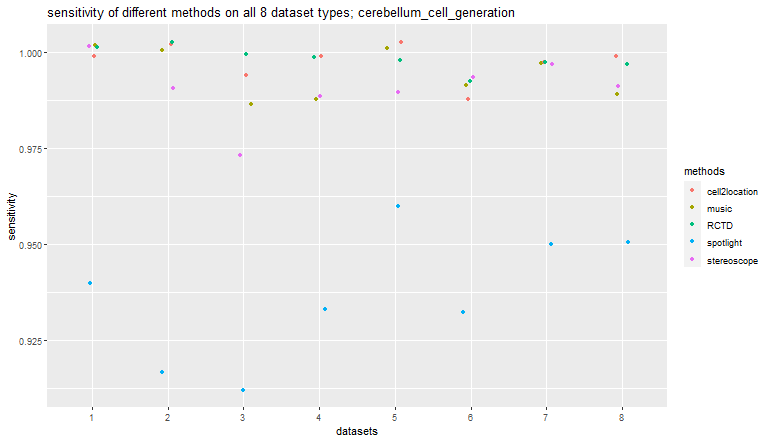 sensitivity of different methods on all 8 dataset types; cerebellum_cell_generation
1.000
0.975
0.950
0.925
sensitivity
1 2 3 4 5 6 7 8
datasets
methods
cell2location
music
RCTD
spotlight
stereoscope